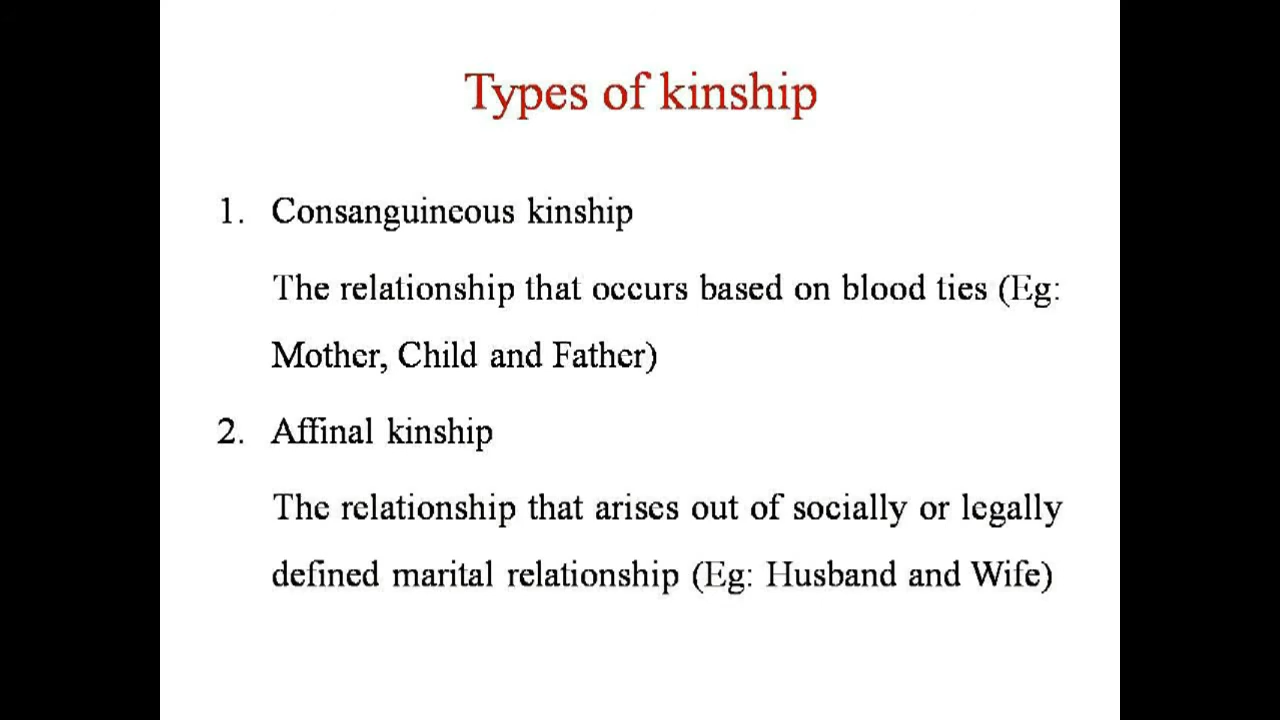 Types of kinship
1. Consanguineous kinship
The relationship that occurs based on blood ties (Eg:
Mother, Child and Father)
2. Affinal kinship
The relationship that arises out of socially or legally
defined marital relationship (Eg: Husband and Wife)